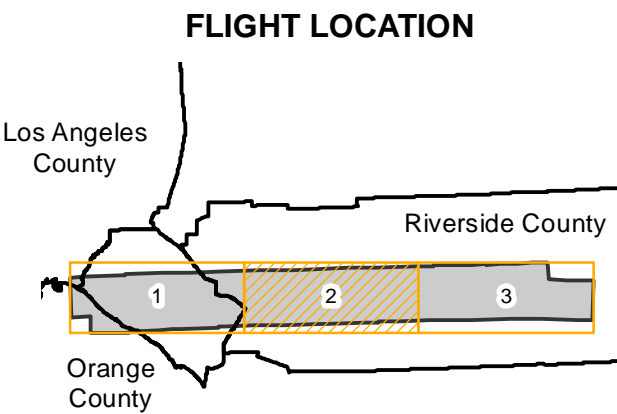 FLIGHT LOCATION
Los Angeles
County
Riverside County
1
2
3
Orange
County